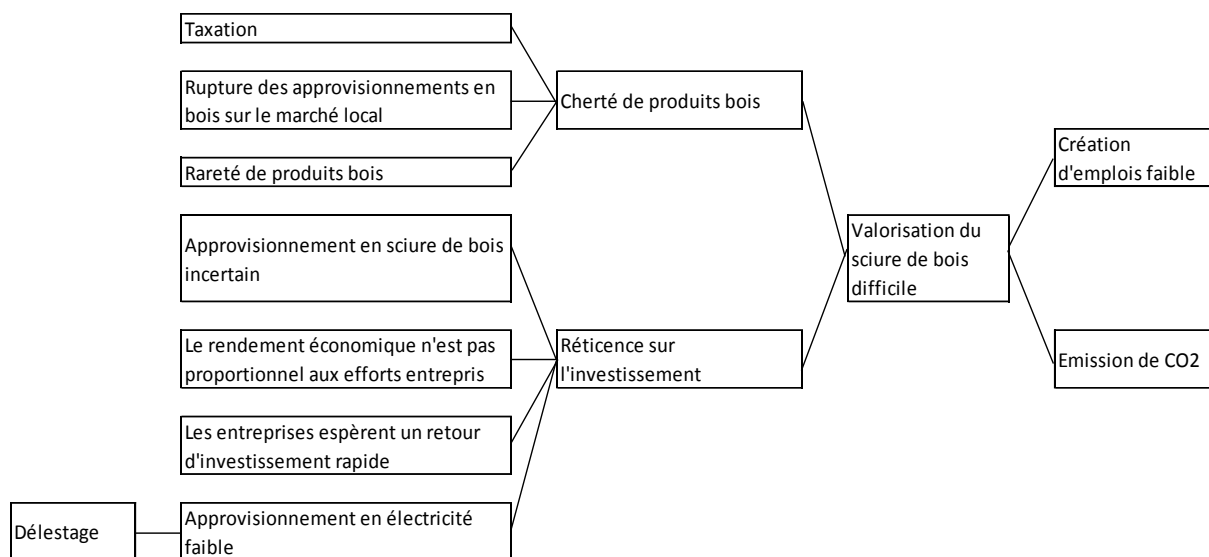 Taxation
Rupture des approvisionnements en
bois sur le marché local
Rareté de produits bois
Cherté de produits bois
Approvisionnement en sciure de bois
incertain
Le rendement économique n'est pas
proportionnel aux efforts entrepris
Les entreprises espèrent un retour
d'investissement rapide
Délestage
Approvisionnement en électricité
faible
Réticence sur
l'investissement
Valorisation du
sciure de bois
difficile
Création
d'emplois faible
Emission de CO2